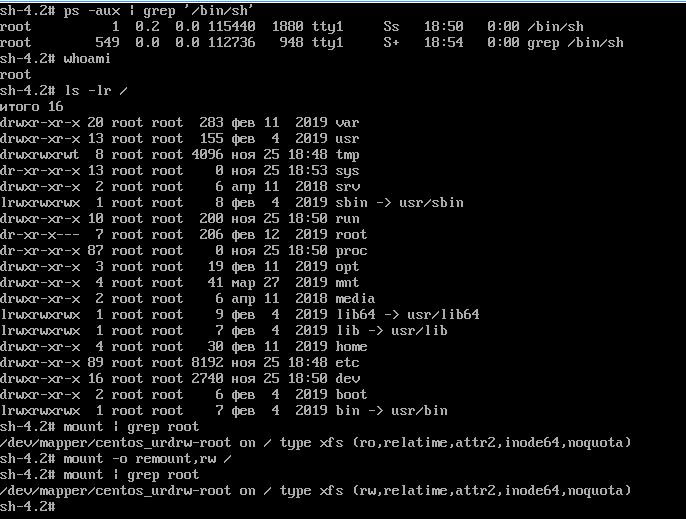 sh-4.2# ps -aux | grep '/bin/sh'
root         1  0.2  0.0 115440  1880 tty1     Ss   18:50   0:00 /bin/sh
root       549  0.0  0.0 112736   948 tty1     S+   18:54   0:00 grep /bin/sh
sh-4.2# whoami
root
sh-4.2# ls -lr /
итого 16
drwxr-xr-x 20 root root  283 фев 11  2019 var
drwxr-xr-x 13 root root  155 фев  4  2019 usr
drwxrwxrwt  8 root root 4096 ноя 25 18:48 tmp
dr-xr-xr-x 13 root root    0 ноя 25 18:53 sys
drwxr-xr-x  2 root root    6 апр 11  2018 srv
lrwxrwxrwx  1 root root    8 фев  4  2019 sbin -> usr/sbin
drwxr-xr-x 10 root root  200 ноя 25 18:50 run
dr-xr-x---  7 root root  206 фев 12  2019 root
dr-xr-xr-x 87 root root    0 ноя 25 18:50 proc
drwxr-xr-x  3 root root   19 фев 11  2019 opt
drwxr-xr-x  4 root root   41 мар 27  2019 mnt
drwxr-xr-x  2 root root    6 апр 11  2018 media
lrwxrwxrwx  1 root root    9 фев  4  2019 lib64 -> usr/lib64
lrwxrwxrwx  1 root root    7 фев  4  2019 lib -> usr/lib
drwxr-xr-x  4 root root   30 фев 11  2019 home
drwxr-xr-x 89 root root 8192 ноя 25 18:48 etc
drwxr-xr-x 16 root root 2740 ноя 25 18:50 dev
drwxr-xr-x  2 root root    6 фев  4  2019 boot
lrwxrwxrwx  1 root root    7 фев  4  2019 bin -> usr/bin
sh-4.2# mount | grep root
/dev/mapper/centos_urdrw-root on / type xfs (ro,relatime,attr2,inode64,noquota)
sh-4.2# mount -o remount,rw /
sh-4.2# mount | grep root
/dev/mapper/centos_urdrw-root on / type xfs (rw,relatime,attr2,inode64,noquota)
sh-4.2#